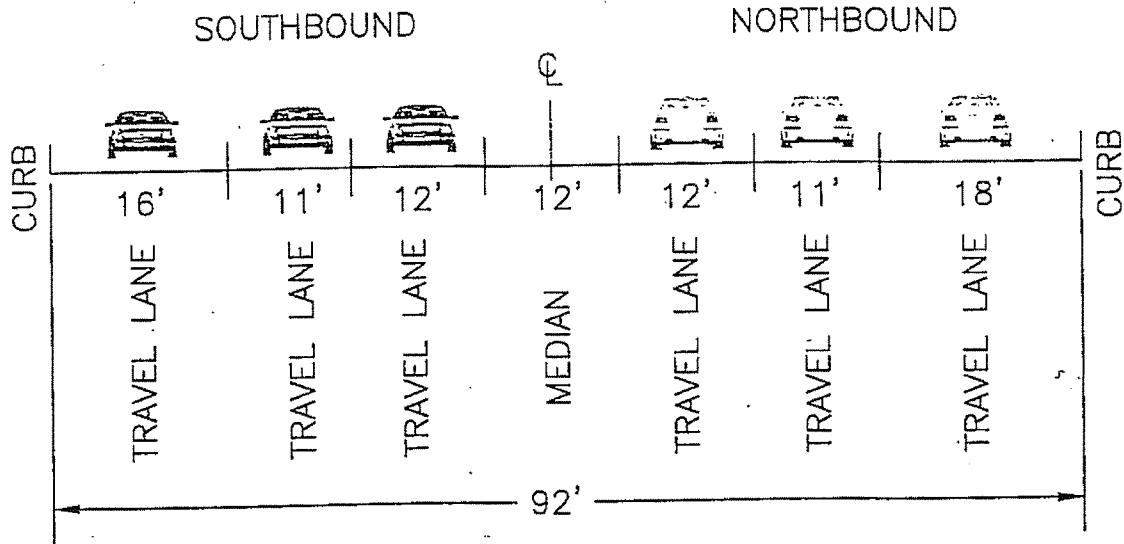 SOUTHBOUND
NORTHBOUND
℄
CURB
CURB
16' 11' 12' 12' 12' 11' 18'
TRAVEL LANE
TRAVEL LANE
TRAVEL LANE
MEDIAN
TRAVEL LANE
TRAVEL LANE
TRAVEL LANE
92'